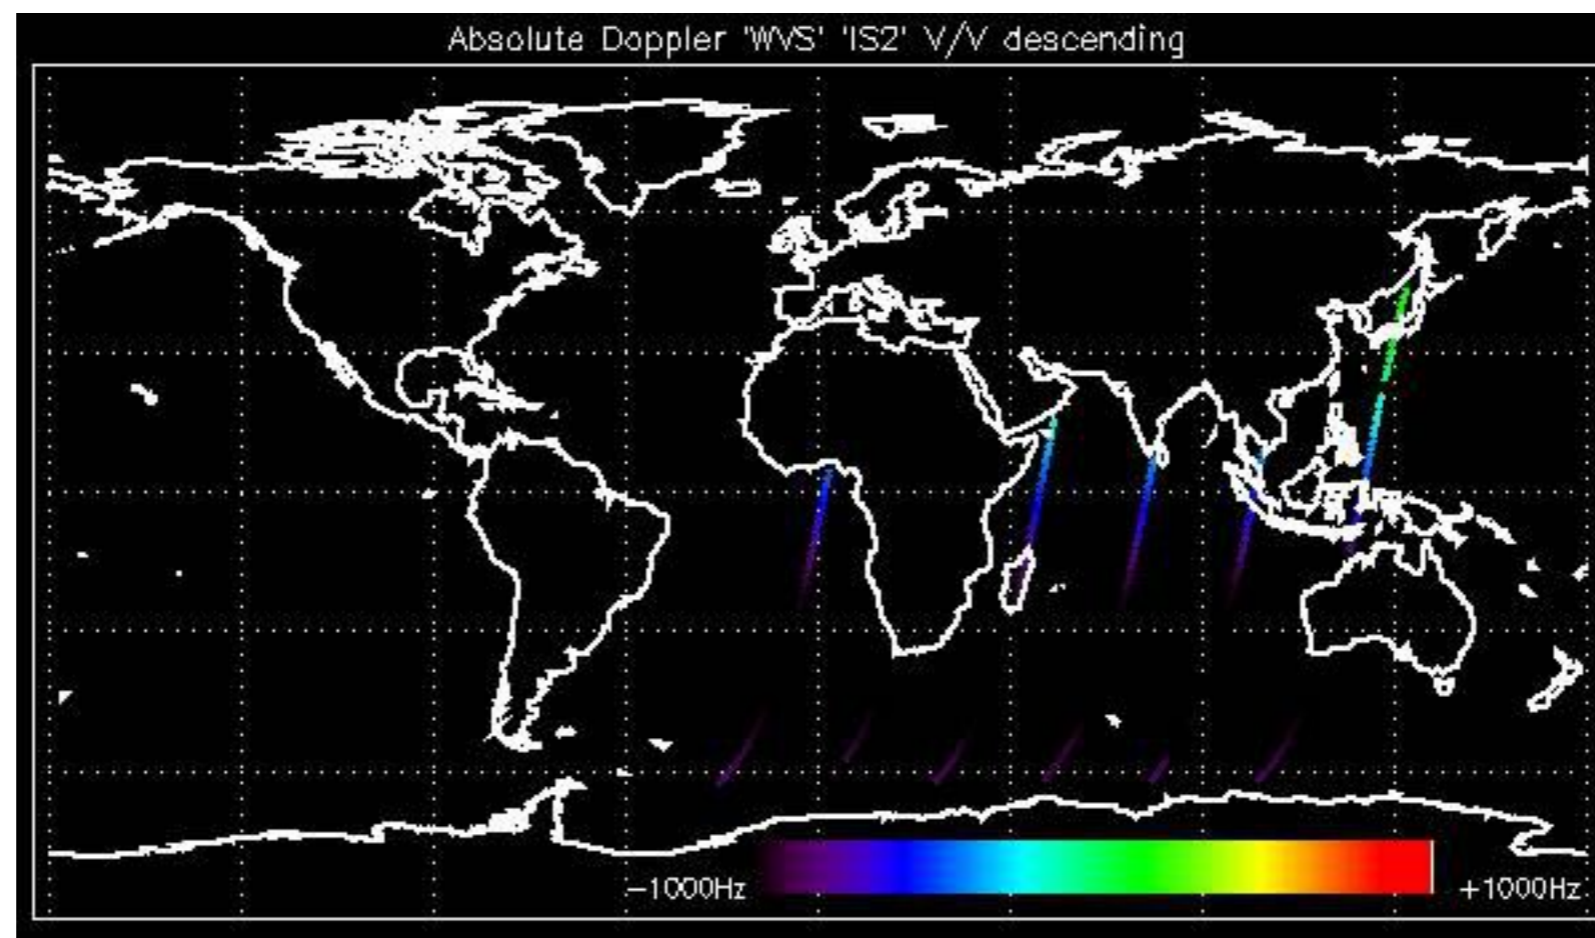 Absolute Doppler 'WVS' 'IS2' V/V descending
−1000Hz
+1000Hz